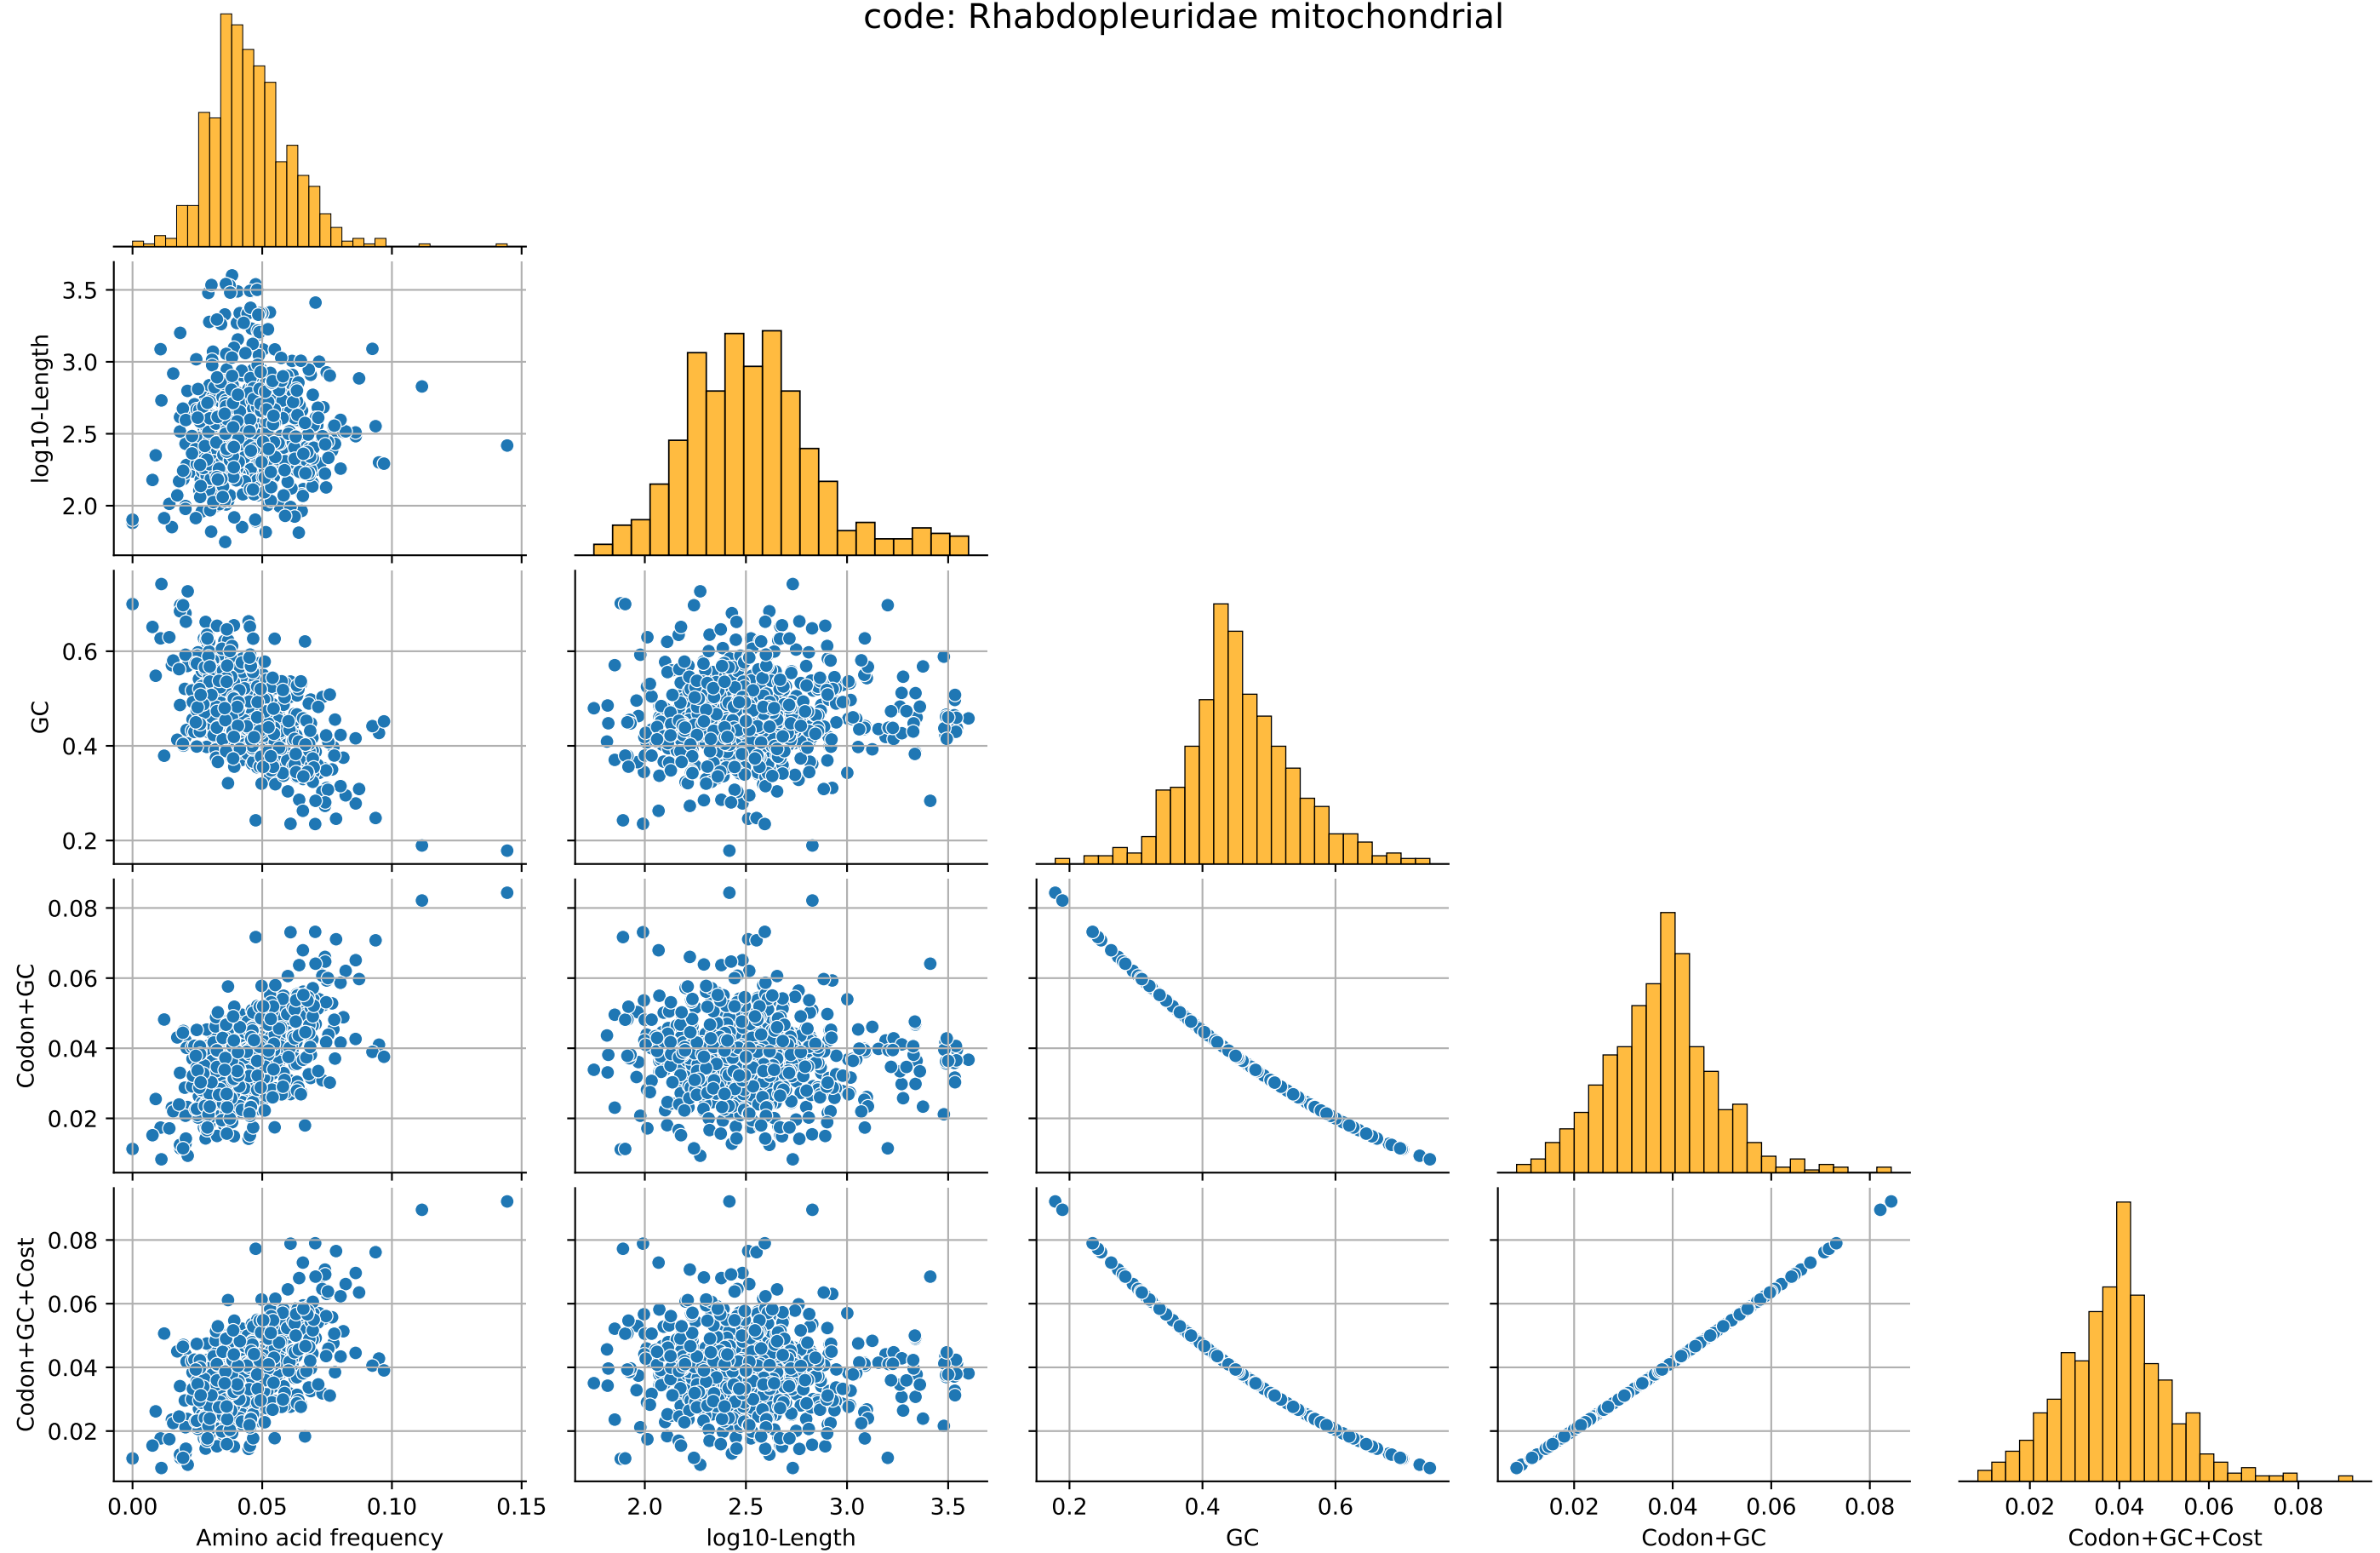 code: Rhabdopleuridae mitochondrial
3.5
3.0
2.5
2.0
log10-Length
0.6
0.4
0.2
GC
0.08
0.06
0.04
0.02
Codon+GC
0.08
0.06
0.04
0.02
Codon+GC+Cost
0.00 0.05 0.10 0.15
Amino acid frequency
2.0 2.5 3.0 3.5
log10-Length
0.2 0.4 0.6
GC
0.02 0.04 0.06 0.08
Codon+GC
0.02 0.04 0.06 0.08
Codon+GC+Cost